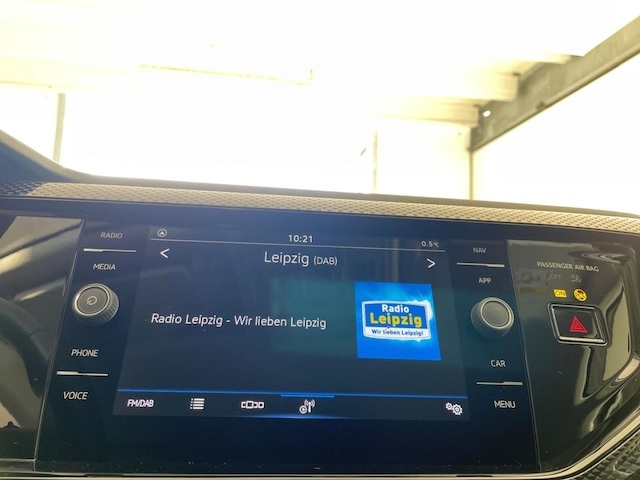 RADIO
MEDIA
PHONE
VOICE
10:21
0.5°C
Leipzig (DAB)
Radio Leipzig - Wir lieben Leipzig
Radio
Leipzig
Wir lieben Leipzig!
FM/DAB
NAV
APP
CAR
MENU
PASSENGER AIR BAG
ON